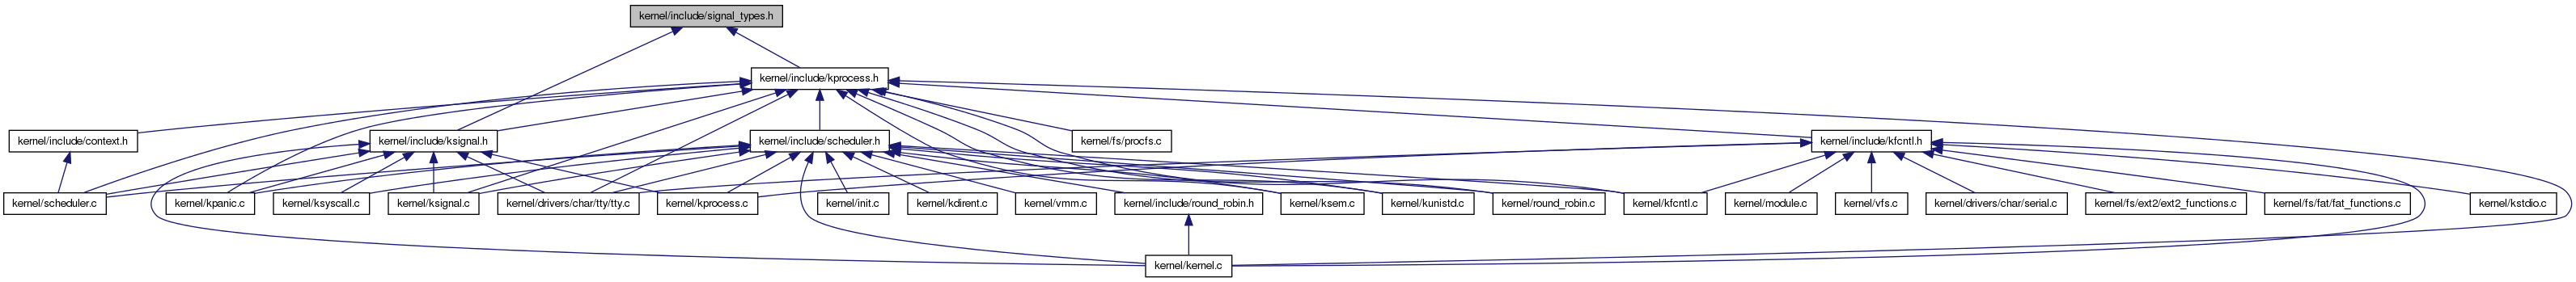 kernel/include/signal_types.h
kernel/include/kprocess.h
kernel/include/context.h
kernel/include/ksignal.h
kernel/include/scheduler.h
kernel/fs/procfs.c
kernel/include/kfcntl.h
kernel/scheduler.c
kernel/kpanic.c
kernel/ksyscall.c
kernel/ksignal.c
kernel/drivers/char/tty/tty.c
kernel/kprocess.c
kernel/init.c
kernel/kdirent.c
kernel/vmm.c
kernel/include/round_robin.h
kernel/ksem.c
kernel/kunistd.c
kernel/round_robin.c
kernel/kfcntl.c
kernel/module.c
kernel/vfs.c
kernel/drivers/char/serial.c
kernel/fs/ext2/ext2_functions.c
kernel/fs/fat/fat_functions.c
kernel/kstdio.c
kernel/kernel.c